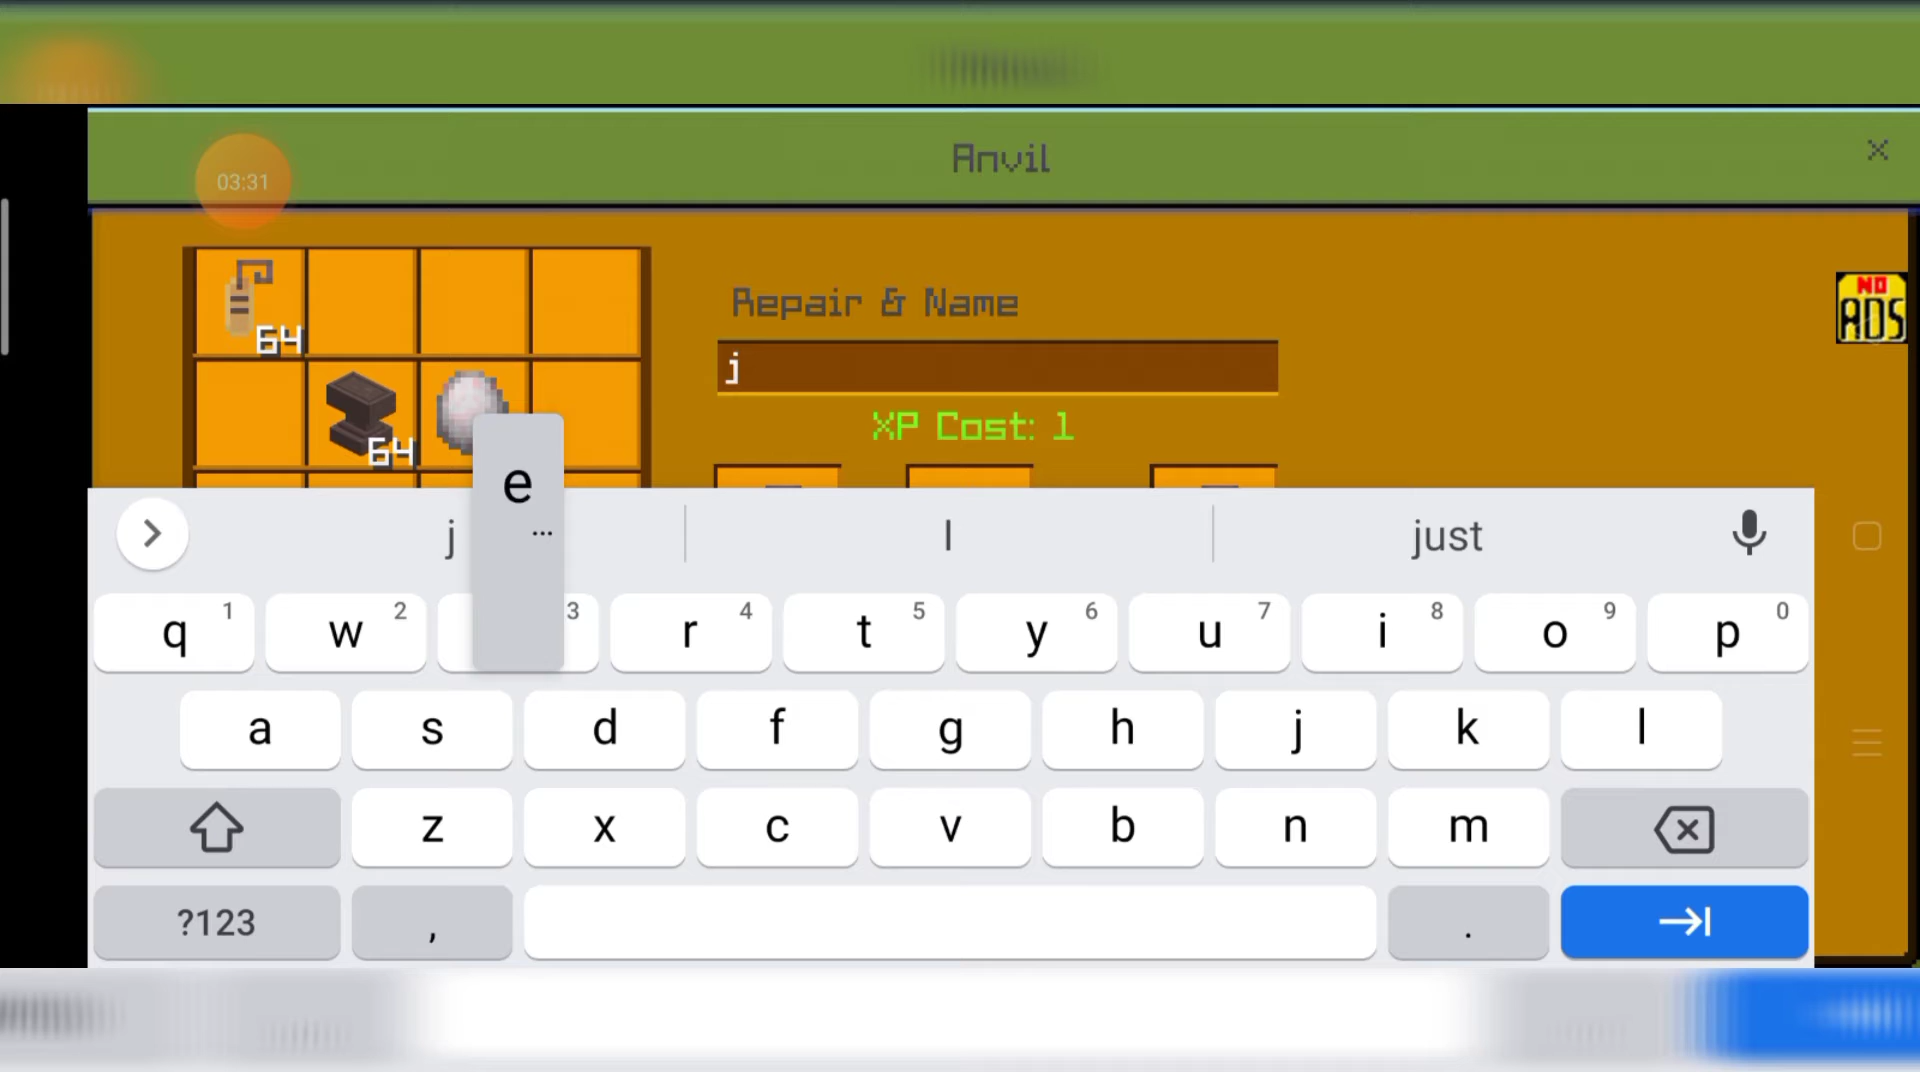 Anvil
03:31
NO
ADS
64
Repair & Name
j
64
XP Cost: 1
e
...
j
l
just
q 1 w 2 3 r 4 t 5 y 6 u 7 i 8 o 9 p 0
a s d f g h j k l
z x c v b n m
?123 , .